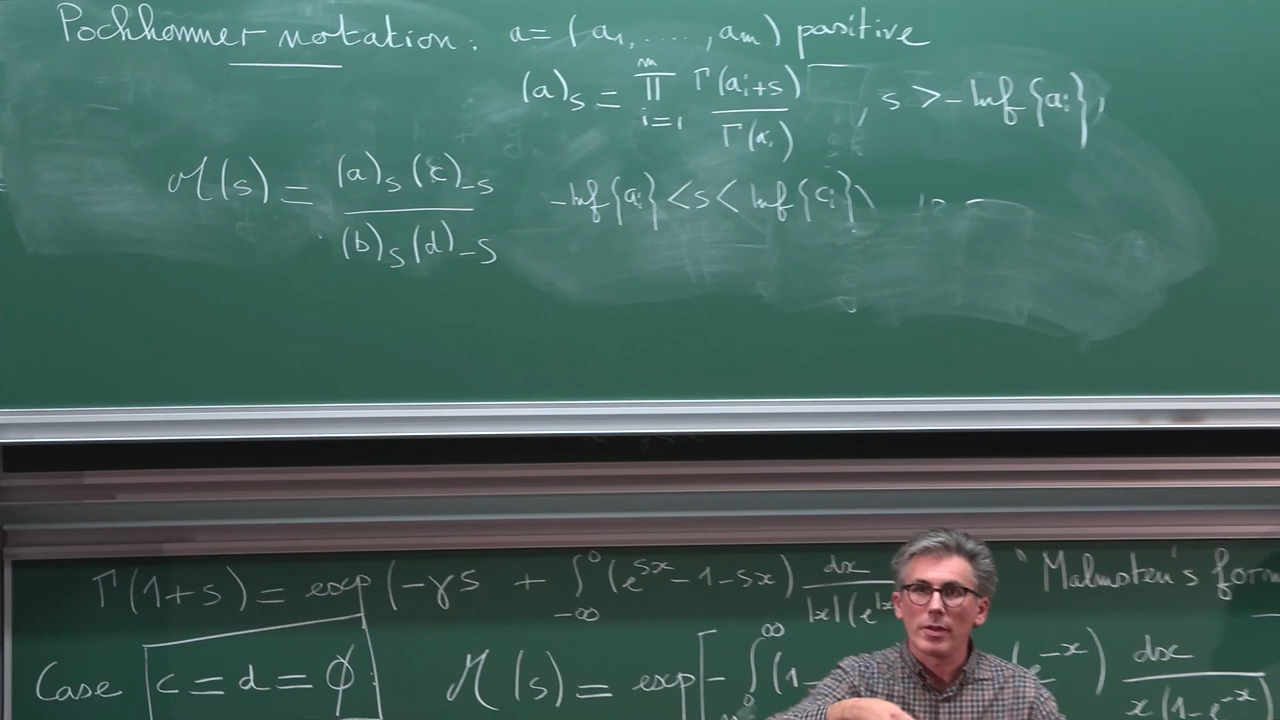 Pochhammer notation: a = (a₁, ...., aₘ) positive
(a)ₛ = ∏ᵢ₌₁ᵐ Γ(aᵢ+s) / Γ(aᵢ) , s > -Inf{aᵢ},
M(s) = (a)ₛ (c)₋ₛ / (b)ₛ (d)₋ₛ -Inf{aᵢ} < s < Inf{cᵢ}
Γ(1+s) = exp(-γs + ∫₋∞⁰ (e^{sx} - 1 - sx) dx / |x|(e^{|x| "Malmsten's form
Case c = d = ∅ : M(s) = exp[- ∫₀^∞ (1- e^{-x}) dx / x(1-e^{-x})